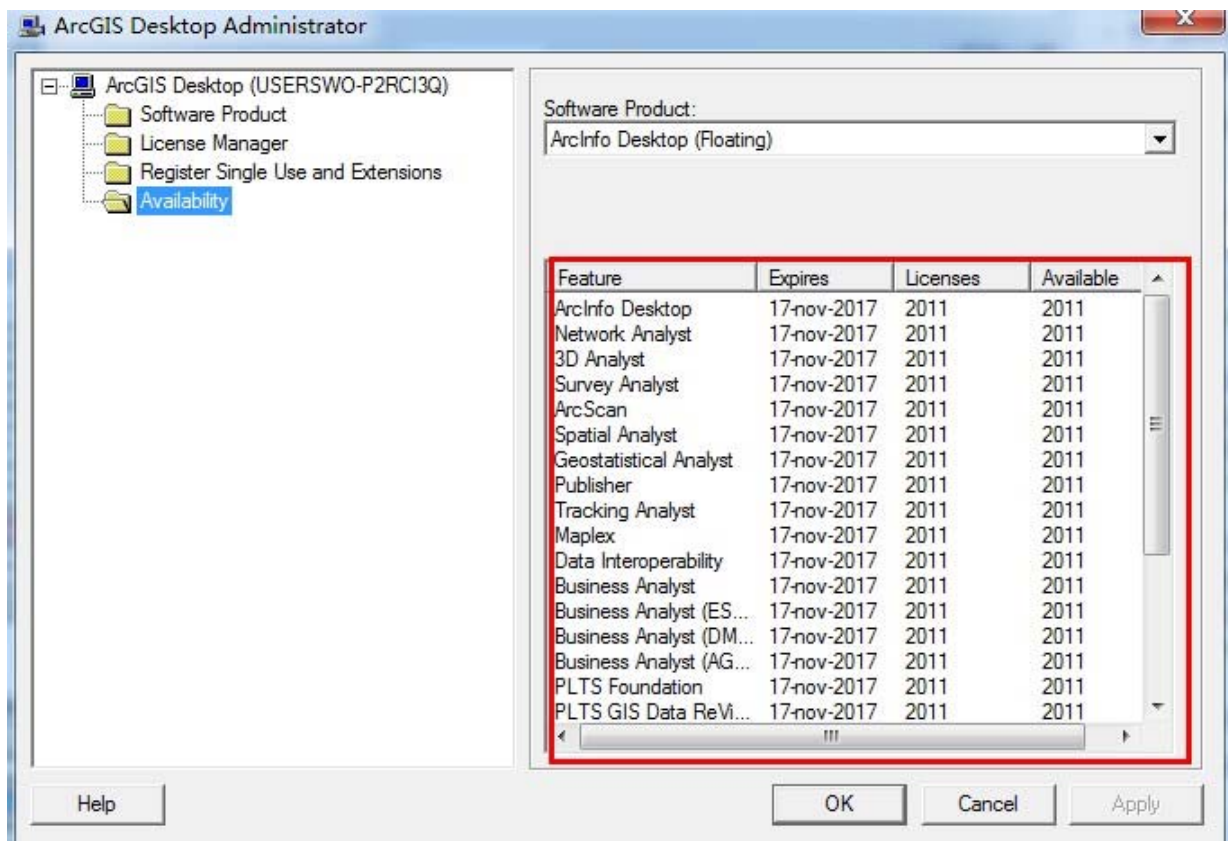 ArcGIS Desktop Administrator
ArcGIS Desktop (USERSWO-P2RCI3Q)
Software Product
License Manager
Register Single Use and Extensions
Availability
Software Product:
ArcInfo Desktop (Floating)
Feature Expires Licenses Available
ArcInfo Desktop 17-nov-2017 2011 2011
Network Analyst 17-nov-2017 2011 2011
3D Analyst 17-nov-2017 2011 2011
Survey Analyst 17-nov-2017 2011 2011
ArcScan 17-nov-2017 2011 2011
Spatial Analyst 17-nov-2017 2011 2011
Geostatistical Analyst 17-nov-2017 2011 2011
Publisher 17-nov-2017 2011 2011
Tracking Analyst 17-nov-2017 2011 2011
Maplex 17-nov-2017 2011 2011
Data Interoperability 17-nov-2017 2011 2011
Business Analyst 17-nov-2017 2011 2011
Business Analyst (ES... 17-nov-2017 2011 2011
Business Analyst (DM... 17-nov-2017 2011 2011
Business Analyst (AG... 17-nov-2017 2011 2011
PLTS Foundation 17-nov-2017 2011 2011
PLTS GIS Data ReVi... 17-nov-2017 2011 2011
Help OK Cancel Apply